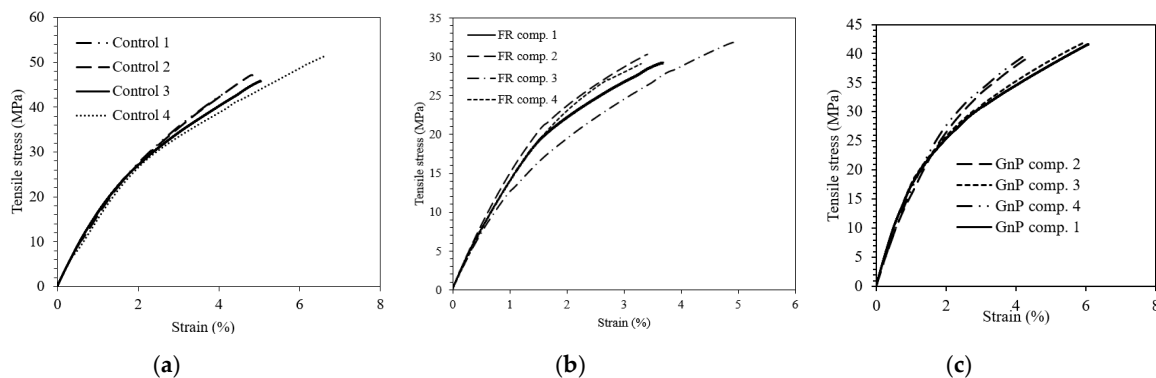 60
50
40
30
20
10
0
Tensile stress (MPa)
Control 1
Control 2
Control 3
Control 4
0 2 4 6 8
Strain (%)
(a)
35
30
25
20
15
10
5
0
Tensile stress (MPa)
FR comp. 1
FR comp. 2
FR comp. 3
FR comp. 4
0 1 2 3 4 5 6
Strain (%)
(b)
45
40
35
30
25
20
15
10
5
0
Tensile stress (MPa)
GnP comp. 2
GnP comp. 3
GnP comp. 4
GnP comp. 1
0 2 4 6 8
Strain (%)
(c)